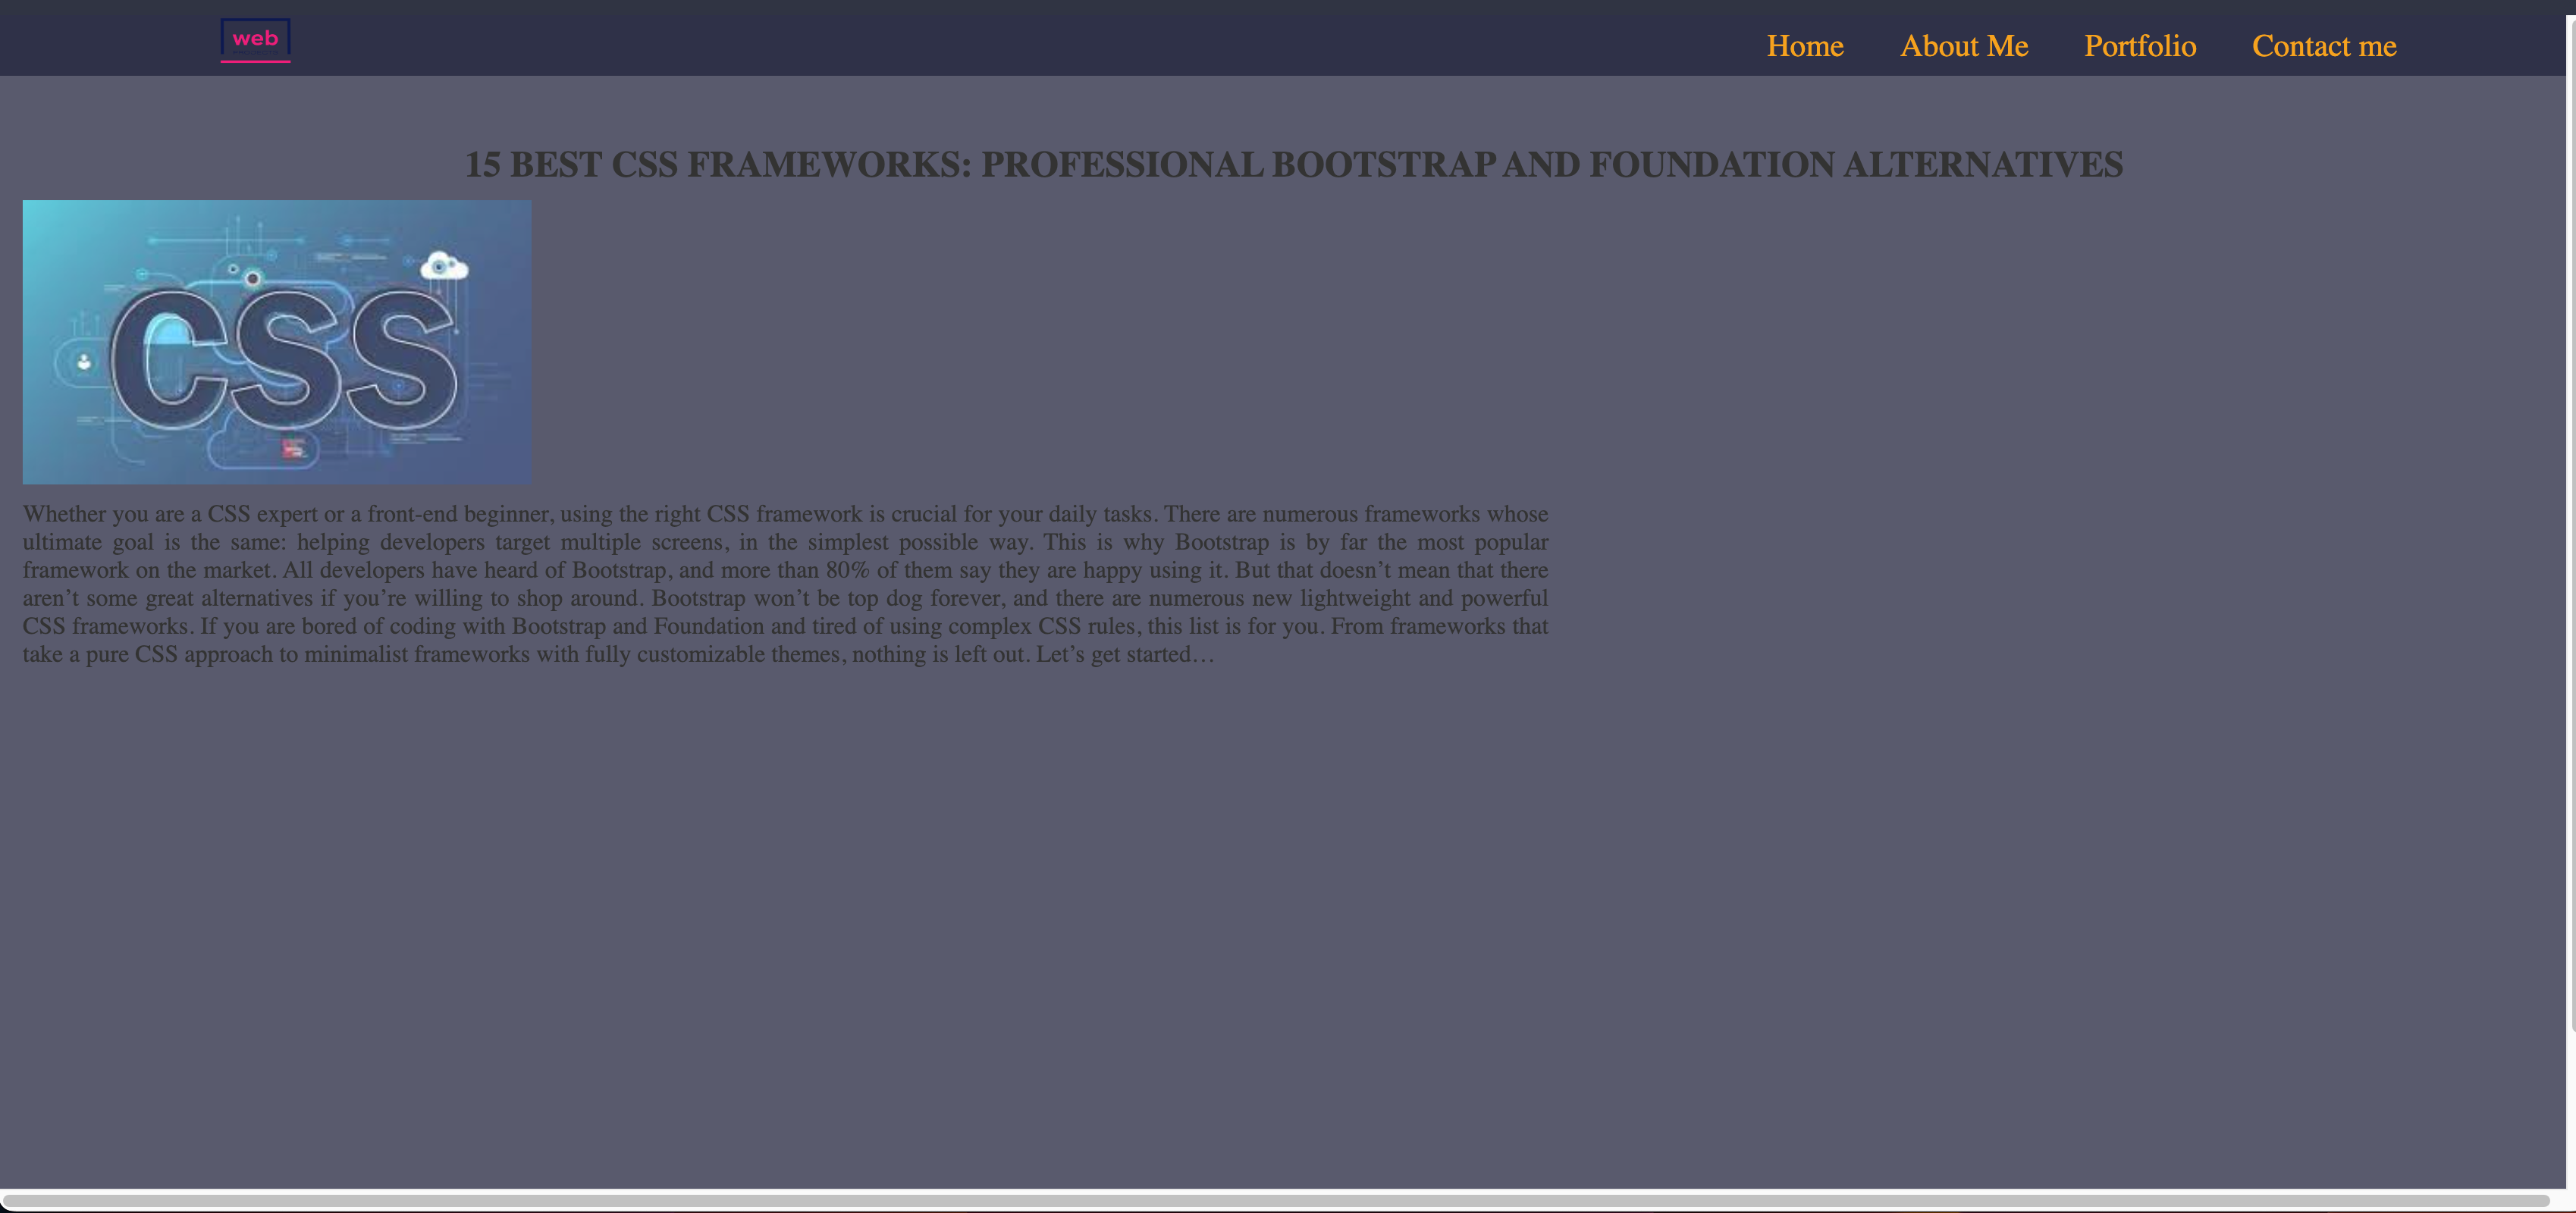 web
Home About Me Portfolio Contact me
15 BEST CSS FRAMEWORKS: PROFESSIONAL BOOTSTRAP AND FOUNDATION ALTERNATIVES
CSS
Whether you are a CSS expert or a front-end beginner, using the right CSS framework is crucial for your daily tasks. There are numerous frameworks whose
ultimate goal is the same: helping developers target multiple screens, in the simplest possible way. This is why Bootstrap is by far the most popular
framework on the market. All developers have heard of Bootstrap, and more than 80% of them say they are happy using it. But that doesn’t mean that there
aren’t some great alternatives if you’re willing to shop around. Bootstrap won’t be top dog forever, and there are numerous new lightweight and powerful
CSS frameworks. If you are bored of coding with Bootstrap and Foundation and tired of using complex CSS rules, this list is for you. From frameworks that
take a pure CSS approach to minimalist frameworks with fully customizable themes, nothing is left out. Let’s get started…